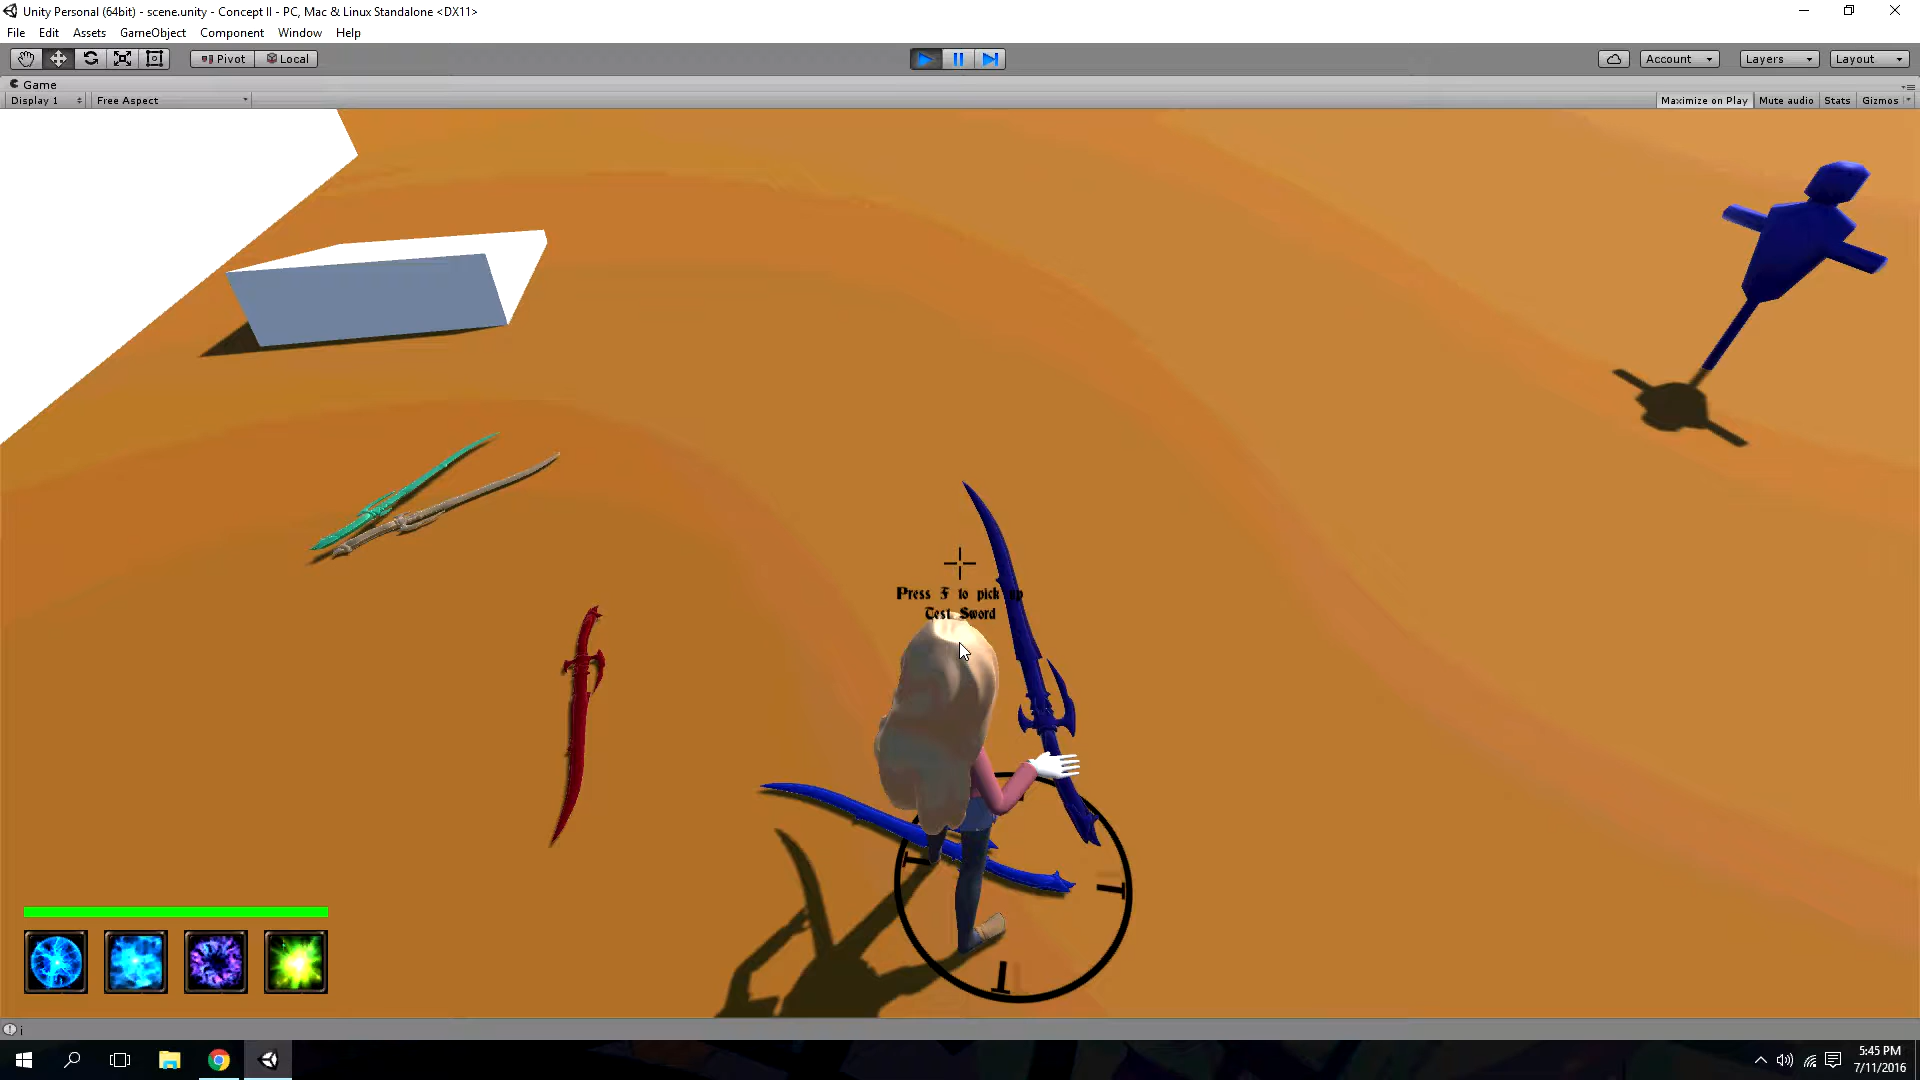 Unity Personal (64bit) - scene.unity - Concept II - PC, Mac & Linux Standalone <DX11>
File Edit Assets GameObject Component Window Help
Pivot Local Account Layers Layout
Game
Display 1 Free Aspect Maximize on Play Mute audio Stats Gizmos
Press F to pick up
Test Sword
i
5:45 PM
7/11/2016